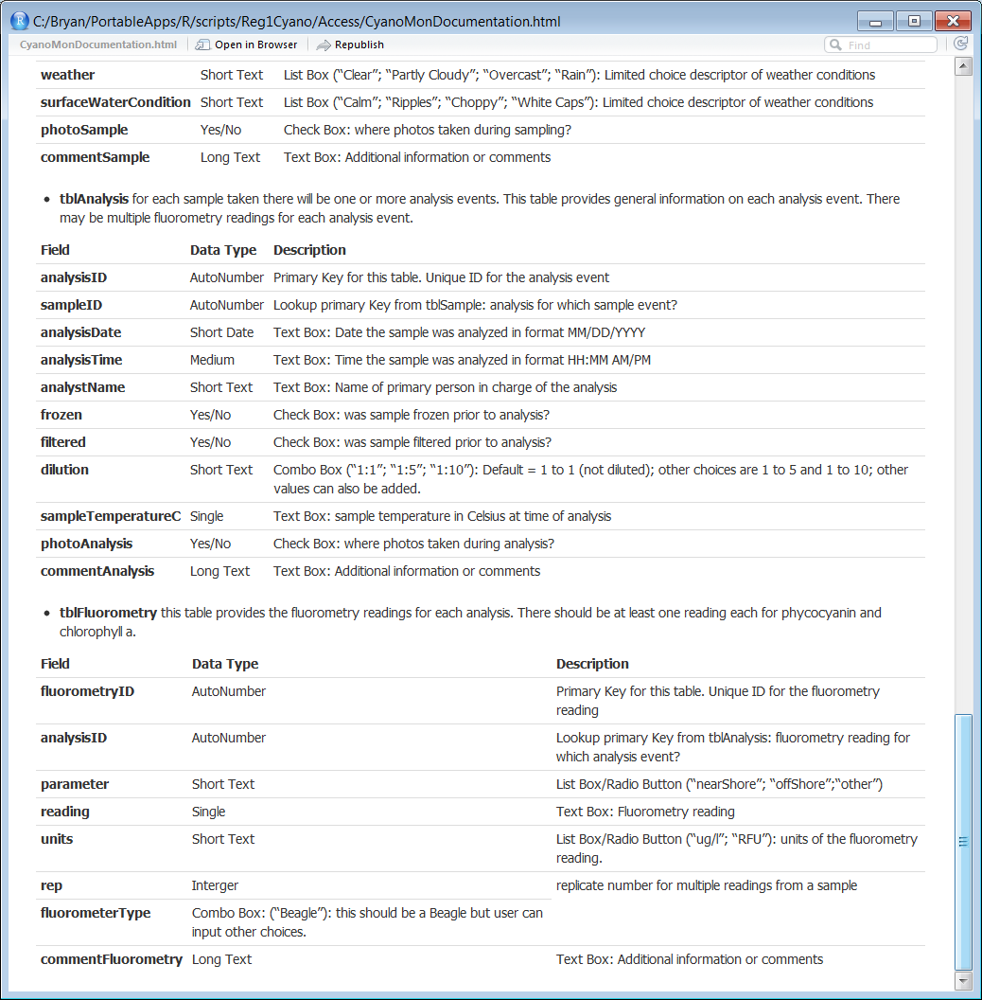 C:/Bryan/PortableApps/R/scripts/Reg1Cyano/Access/CyanoMonDocumentation.html
CyanoMonDocumentation.html Open in Browser Republish Find
weather Short Text List Box (“Clear”; “Partly Cloudy”; “Overcast”; “Rain”): Limited choice descriptor of weather conditions
surfaceWaterCondition Short Text List Box (“Calm”; “Ripples”; “Choppy”; “White Caps”): Limited choice descriptor of weather conditions
photoSample Yes/No Check Box: where photos taken during sampling?
commentSample Long Text Text Box: Additional information or comments
• tblAnalysis for each sample taken there will be one or more analysis events. This table provides general information on each analysis event. There
may be multiple fluorometry readings for each analysis event.
Field Data Type Description
analysisID AutoNumber Primary Key for this table. Unique ID for the analysis event
sampleID AutoNumber Lookup primary Key from tblSample: analysis for which sample event?
analysisDate Short Date Text Box: Date the sample was analyzed in format MM/DD/YYYY
analysisTime Medium Text Box: Time the sample was analyzed in format HH:MM AM/PM
analystName Short Text Text Box: Name of primary person in charge of the analysis
frozen Yes/No Check Box: was sample frozen prior to analysis?
filtered Yes/No Check Box: was sample filtered prior to analysis?
dilution Short Text Combo Box (“1:1”; “1:5”; “1:10”): Default = 1 to 1 (not diluted); other choices are 1 to 5 and 1 to 10; other
values can also be added.
sampleTemperatureC Single Text Box: sample temperature in Celsius at time of analysis
photoAnalysis Yes/No Check Box: where photos taken during analysis?
commentAnalysis Long Text Text Box: Additional information or comments
• tblFluorometry this table provides the fluorometry readings for each analysis. There should be at least one reading each for phycocyanin and
chlorophyll a.
Field Data Type Description
fluorometryID AutoNumber Primary Key for this table. Unique ID for the fluorometry
reading
analysisID AutoNumber Lookup primary Key from tblAnalysis: fluorometry reading for
which analysis event?
parameter Short Text List Box/Radio Button (“nearShore”; “offShore”;“other”)
reading Single Text Box: Fluorometry reading
units Short Text List Box/Radio Button (“ug/l”; “RFU”): units of the fluorometry
reading.
rep Interger replicate number for multiple readings from a sample
fluorometerType Combo Box: (“Beagle”): this should be a Beagle but user can
input other choices.
commentFluorometry Long Text Text Box: Additional information or comments